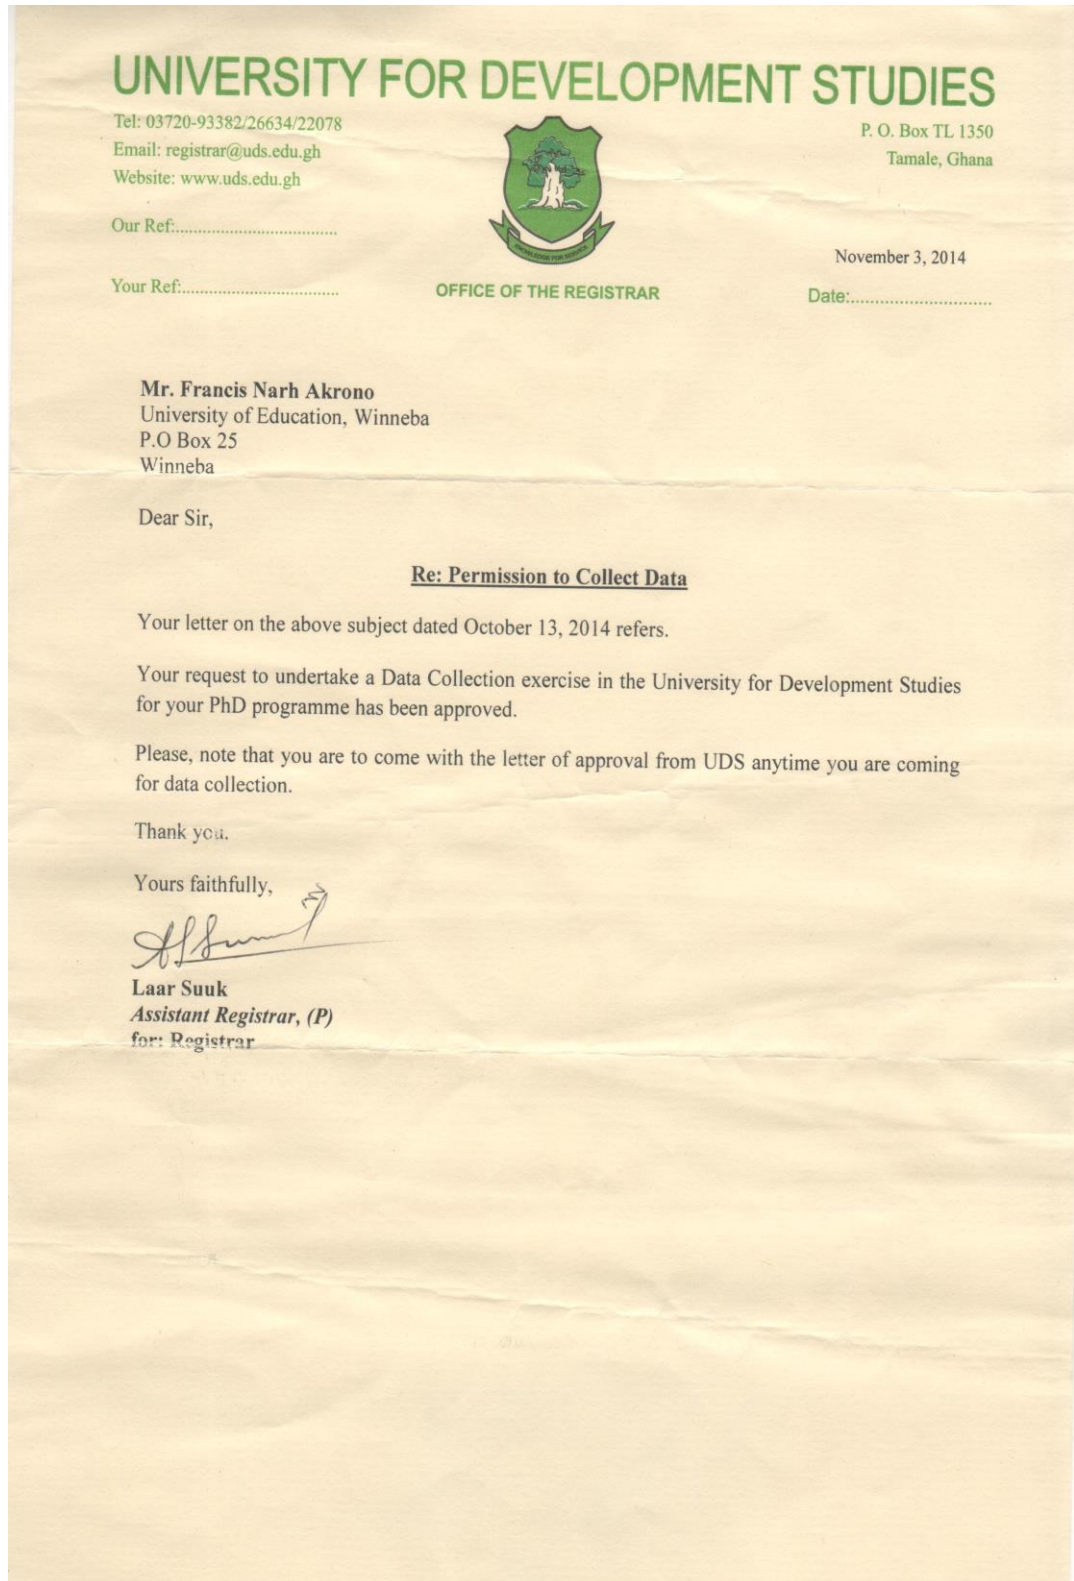 UNIVERSITY FOR DEVELOPMENT STUDIES
Tel: 03720-93382/26634/22078
Email: registrar@uds.edu.gh
Website: www.uds.edu.gh
P. O. Box TL 1350
Tamale, Ghana
KNOWLEDGE FOR SERVICE
Our Ref:....................................
November 3, 2014
Your Ref:...................................
OFFICE OF THE REGISTRAR
Date:.............................
Mr. Francis Narh Akrono
University of Education, Winneba
P.O Box 25
Winneba
Dear Sir,
Re: Permission to Collect Data
Your letter on the above subject dated October 13, 2014 refers.
Your request to undertake a Data Collection exercise in the University for Development Studies
for your PhD programme has been approved.
Please, note that you are to come with the letter of approval from UDS anytime you are coming
for data collection.
Thank you.
Yours faithfully,
Laar Suuk
Assistant Registrar, (P)
for: Registrar